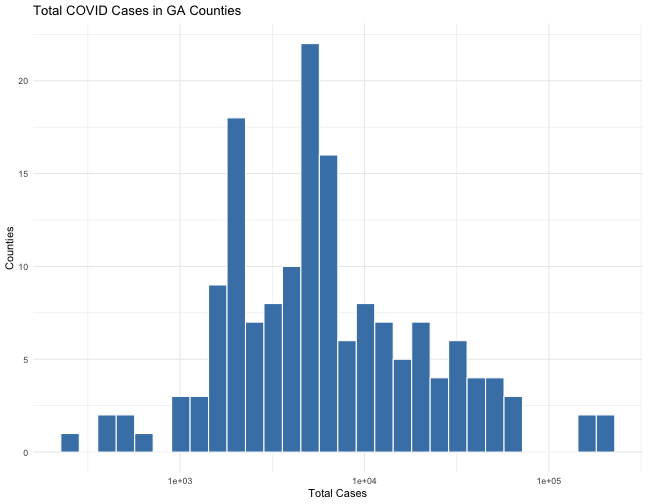 Total COVID Cases in GA Counties
20
15
10
5
0
Counties
1e+03
1e+04
1e+05
Total Cases